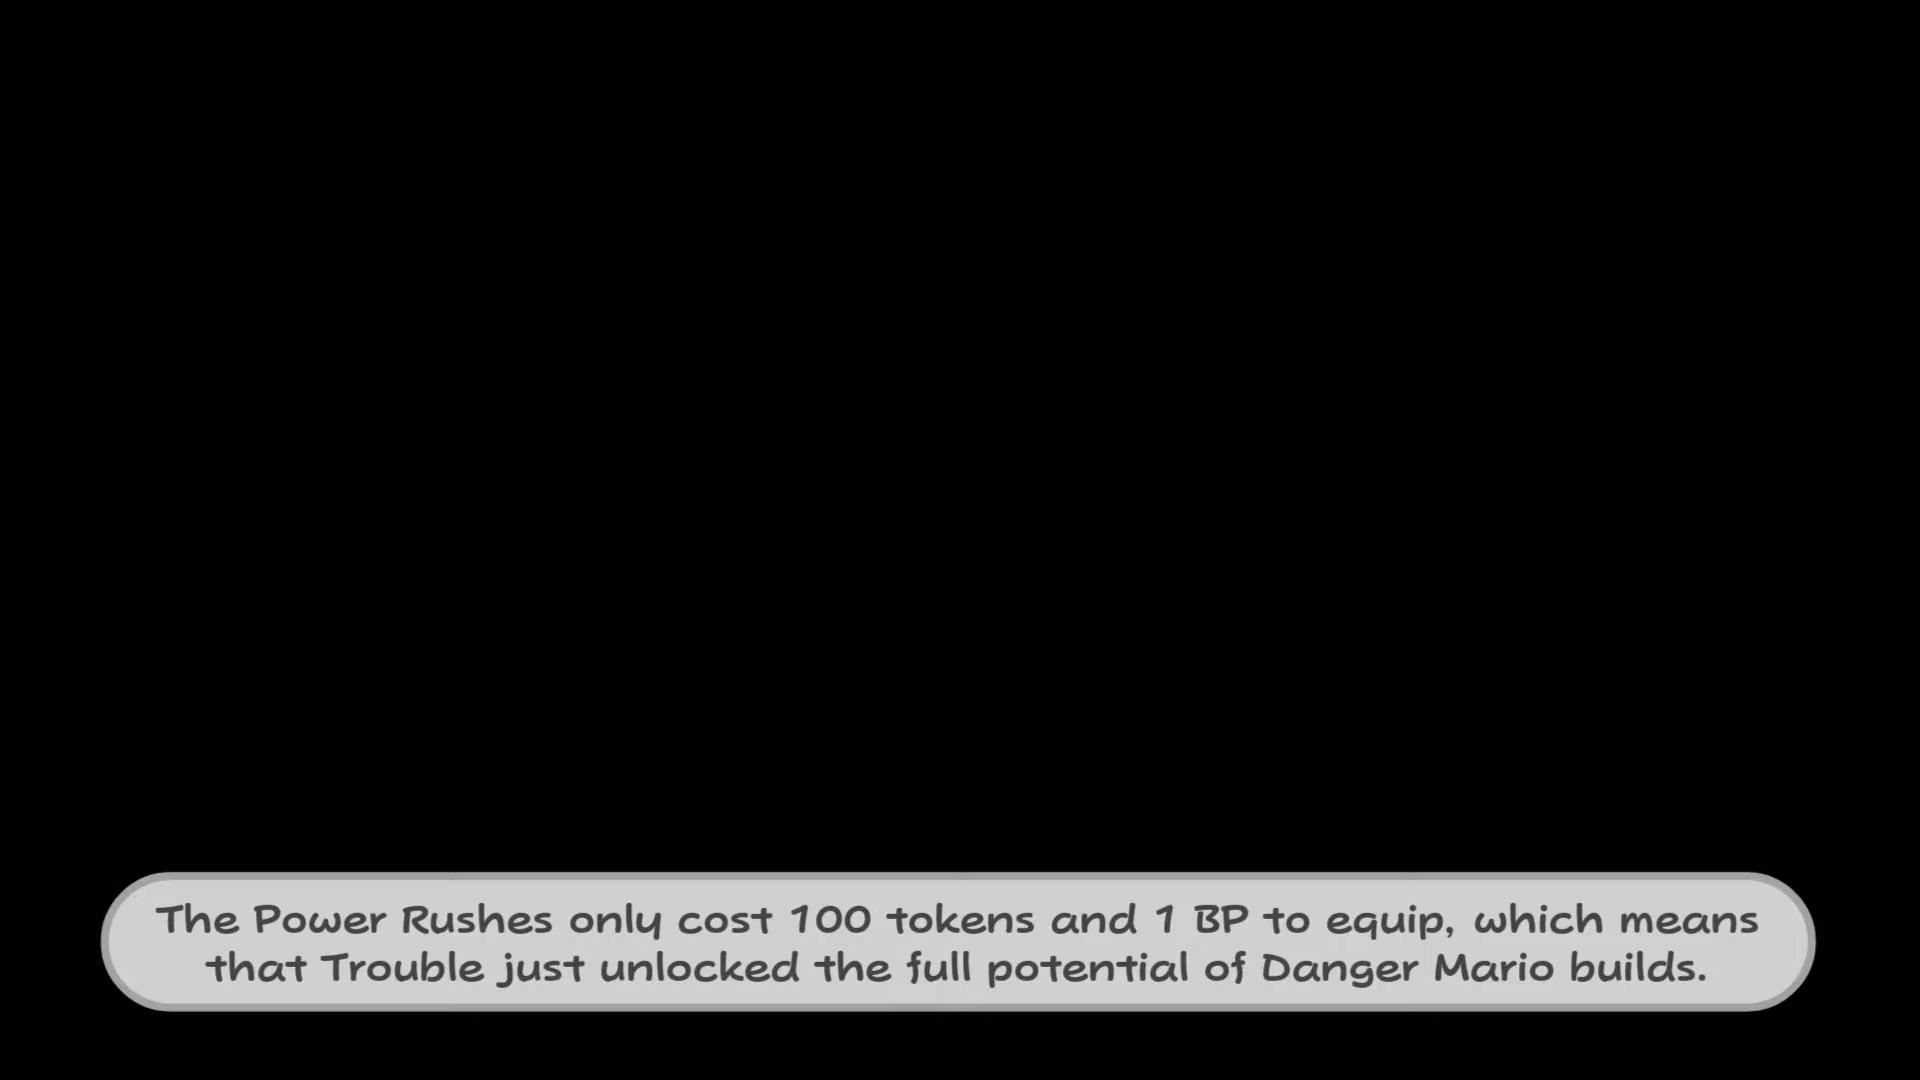 The Power Rushes only cost 100 tokens and 1 BP to equip, which means
that Trouble just unlocked the full potential of Danger Mario builds.